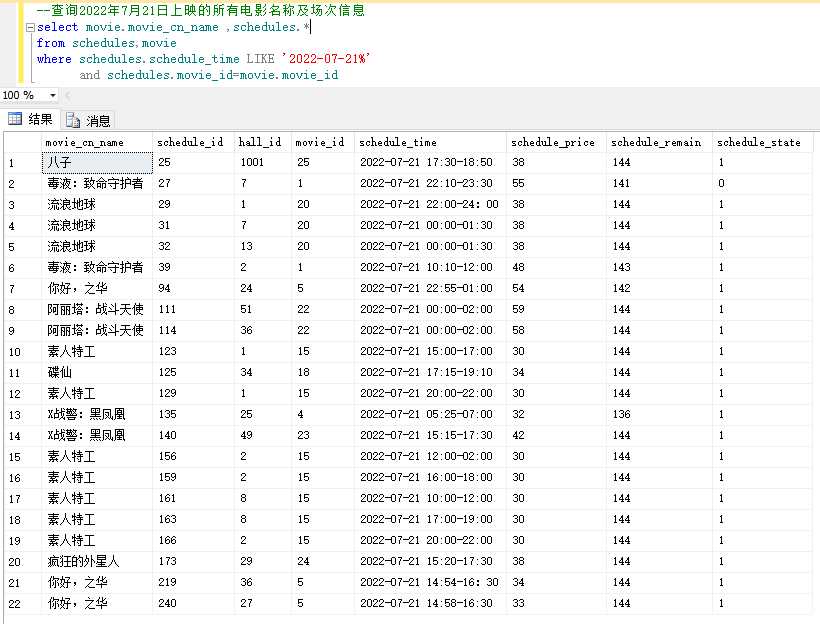 --查询2022年7月21日上映的所有电影名称及场次信息
select movie.movie_cn_name ,schedules.*
from schedules,movie
where schedules.schedule_time LIKE '2022-07-21%'
and schedules.movie_id=movie.movie_id
100 %
结果 消息
movie_cn_name schedule_id hall_id movie_id schedule_time schedule_price schedule_remain schedule_state
1 八子 25 1001 25 2022-07-21 17:30-18:50 38 144 1
2 毒液：致命守护者 27 7 1 2022-07-21 22:10-23:30 55 141 0
3 流浪地球 29 1 20 2022-07-21 22:00-24：00 38 144 1
4 流浪地球 31 7 20 2022-07-21 00:00-01:30 38 144 1
5 流浪地球 32 13 20 2022-07-21 00:00-01:30 38 144 1
6 毒液：致命守护者 39 2 1 2022-07-21 10:10-12:00 48 143 1
7 你好，之华 94 24 5 2022-07-21 22:55-01:00 54 142 1
8 阿丽塔：战斗天使 111 51 22 2022-07-21 00:00-02:00 59 144 1
9 阿丽塔：战斗天使 114 36 22 2022-07-21 00:00-02:00 58 144 1
10 素人特工 123 1 15 2022-07-21 15:00-17:00 30 144 1
11 碟仙 125 34 18 2022-07-21 17:15-19:10 34 144 1
12 素人特工 129 1 15 2022-07-21 20:00-22:00 30 144 1
13 X战警：黑凤凰 135 25 4 2022-07-21 05:25-07:00 32 136 1
14 X战警：黑凤凰 140 49 23 2022-07-21 15:15-17:30 42 144 1
15 素人特工 156 2 15 2022-07-21 12:00-02:00 30 144 1
16 素人特工 159 2 15 2022-07-21 16:00-18:00 30 144 1
17 素人特工 161 8 15 2022-07-21 10:00-12:00 30 144 1
18 素人特工 163 8 15 2022-07-21 17:00-19:00 30 144 1
19 素人特工 166 2 15 2022-07-21 20:00-22:00 30 144 1
20 疯狂的外星人 173 29 24 2022-07-21 15:20-17:30 38 144 1
21 你好，之华 219 36 5 2022-07-21 14:54-16：30 34 144 1
22 你好，之华 240 27 5 2022-07-21 14:58-16:30 33 144 1